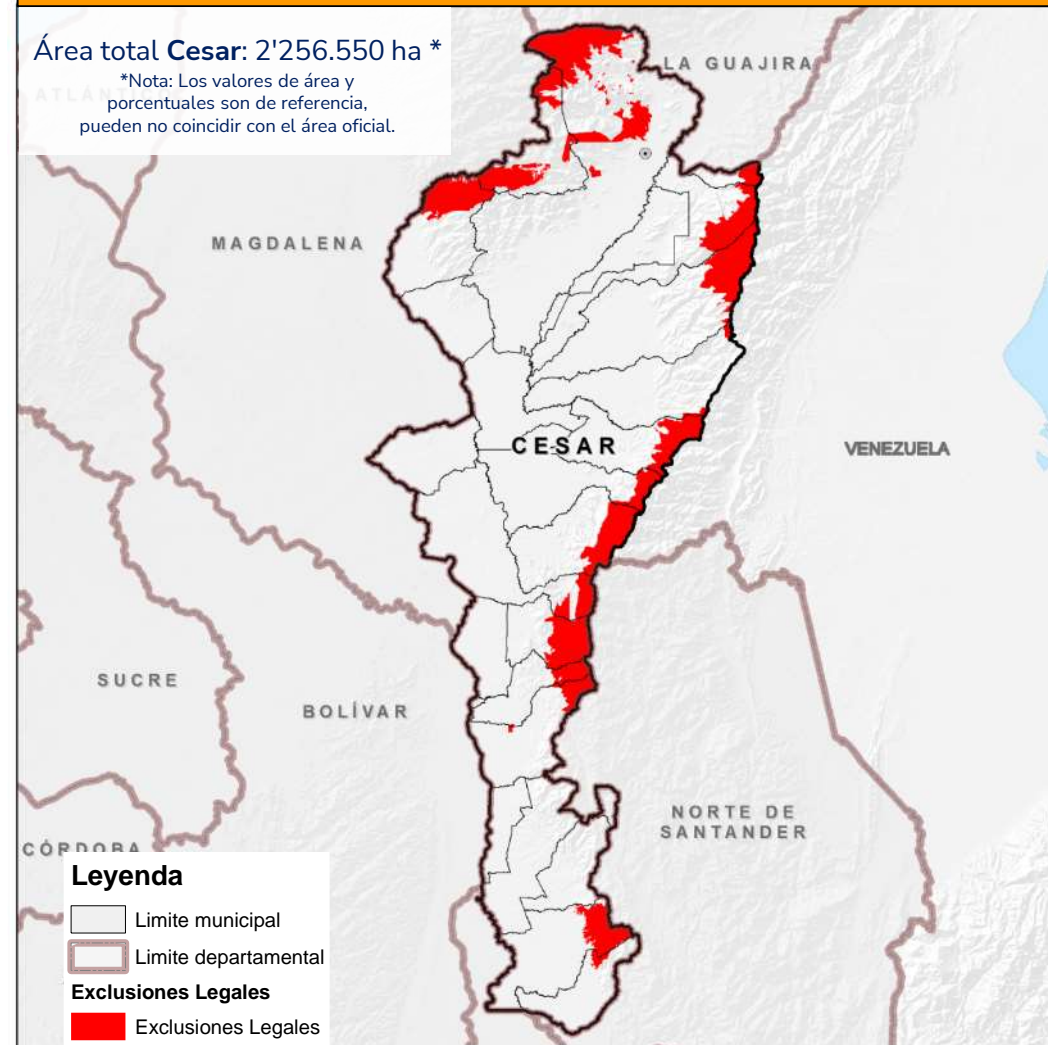 Área total Cesar: 2'256.550 ha *
*Nota: Los valores de área y
porcentuales son de referencia,
pueden no coincidir con el área oficial.
ATLÁNTICO
LA GUAJIRA
MAGDALENA
CESAR
VENEZUELA
SUCRE
BOLÍVAR
NORTE DE
SANTANDER
CÓRDOBA
Leyenda
Limite municipal
Limite departamental
Exclusiones Legales
Exclusiones Legales